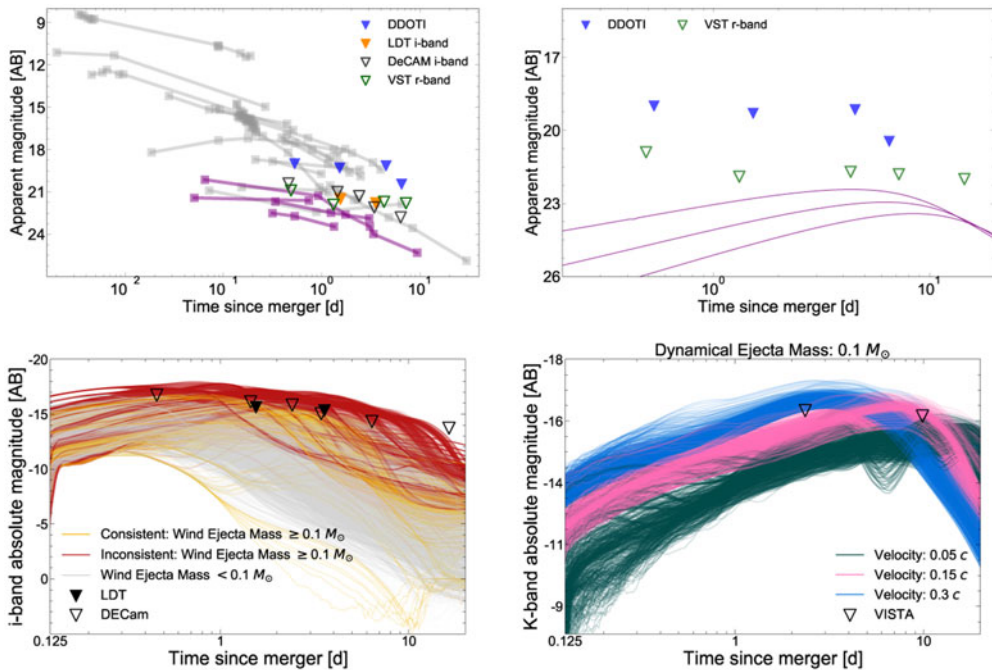 9
12
15
18
21
24
Apparent magnitude [AB]
DDOTI
LDT i-band
DeCAM i-band
VST r-band
10 2
10 1
10 0
10 1
Time since merger [d]
17
20
23
26
Apparent magnitude [AB]
DDOTI
VST r-band
10 0
10 1
Time since merger [d]
-20
-15
-10
-5
0
i-band absolute magnitude [AB]
Consistent: Wind Ejecta Mass ≥ 0.1 M⊙
Inconsistent: Wind Ejecta Mass ≥ 0.1 M⊙
Wind Ejecta Mass < 0.1 M⊙
LDT
DECam
0.125
1
10
Time since merger [d]
Dynamical Ejecta Mass: 0.1 M⊙
-18
-16
-14
-11
-9
K-band absolute magnitude [AB]
Velocity: 0.05 c
Velocity: 0.15 c
Velocity: 0.3 c
VISTA
0.125
1
10
20
Time since merger [d]